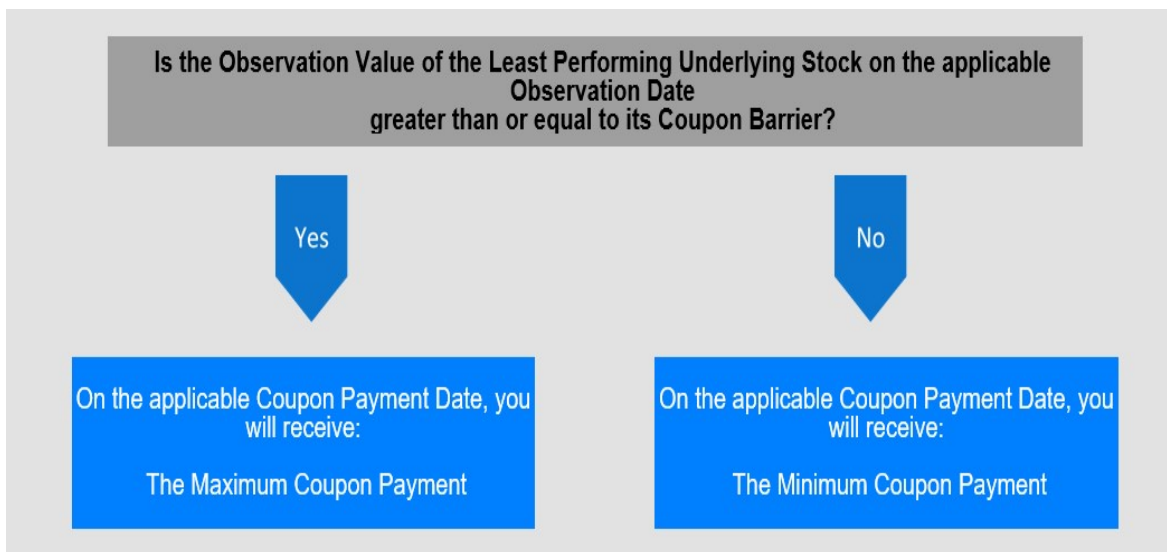 Is the Observation Value of the Least Performing Underlying Stock on the applicable
Observation Date
greater than or equal to its Coupon Barrier?
Yes
No
On the applicable Coupon Payment Date, you
will receive:
The Maximum Coupon Payment
On the applicable Coupon Payment Date, you
will receive:
The Minimum Coupon Payment